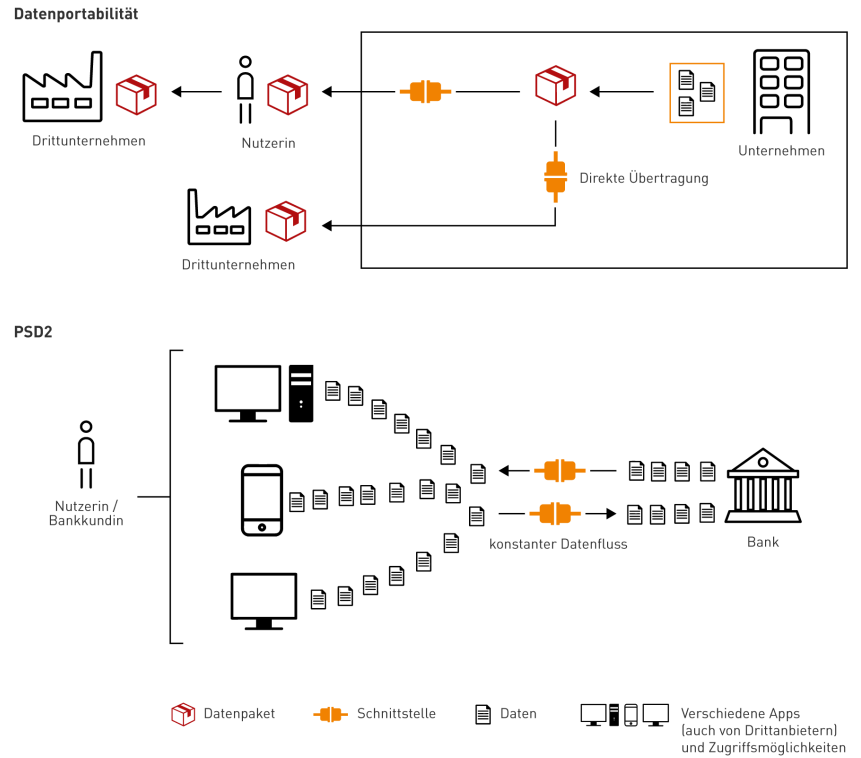 Datenportabilität
Drittunternehmen
Nutzerin
Unternehmen
Direkte Übertragung
Drittunternehmen
PSD2
Nutzerin /
Bankkundin
konstanter Datenfluss
Bank
Datenpaket
Schnittstelle
Daten
Verschiedene Apps
(auch von Drittanbietern)
und Zugriffsmöglichkeiten